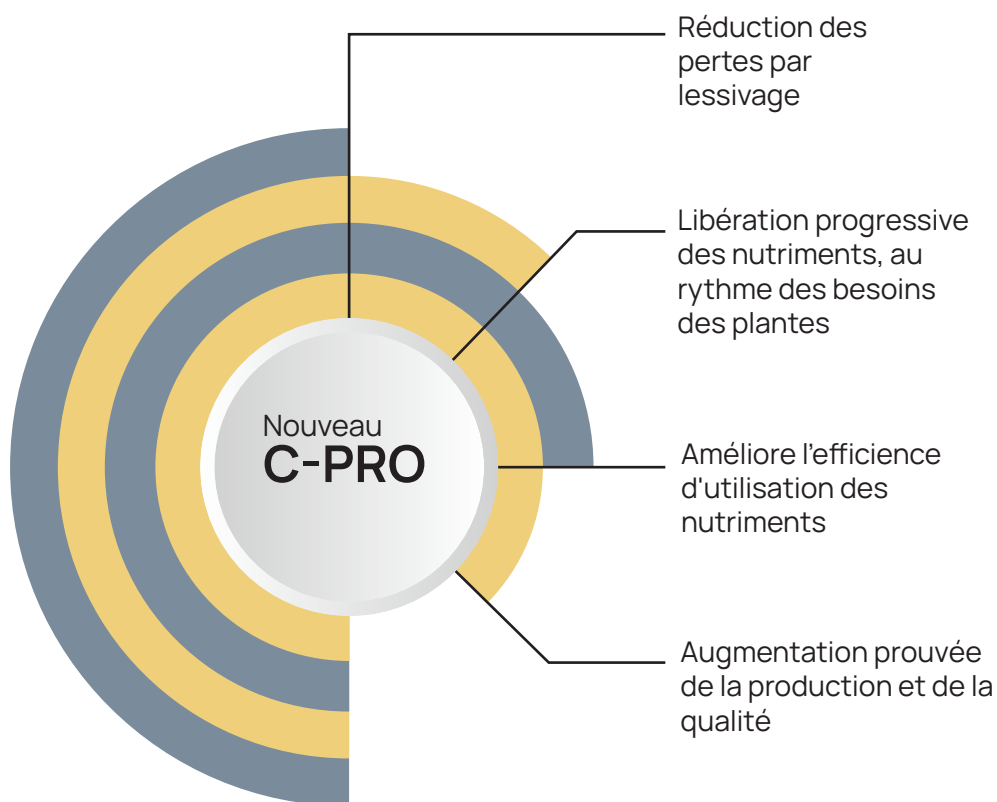 Réduction des
pertes par
lessivage
Libération progressive
des nutriments, au
rythme des besoins
des plantes
Nouveau
C-PRO
Améliore l'efficience
d'utilisation des
nutriments
Augmentation prouvée
de la production et de la
qualité